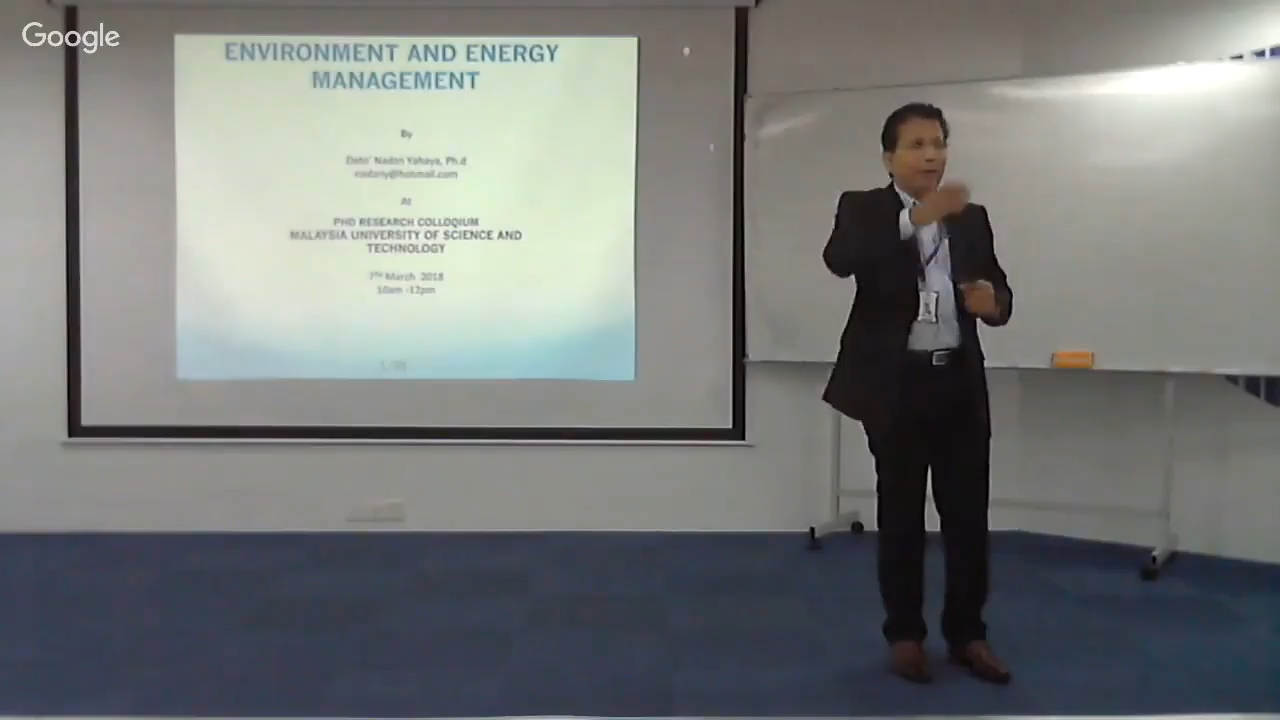 Google
ENVIRONMENT AND ENERGY
MANAGEMENT
By
Dato' Nadzri Yahaya, Ph.d
At
PHD RESEARCH COLLOQIUM
MALAYSIA UNIVERSITY OF SCIENCE AND
TECHNOLOGY
7TH March 2018
10am -12pm